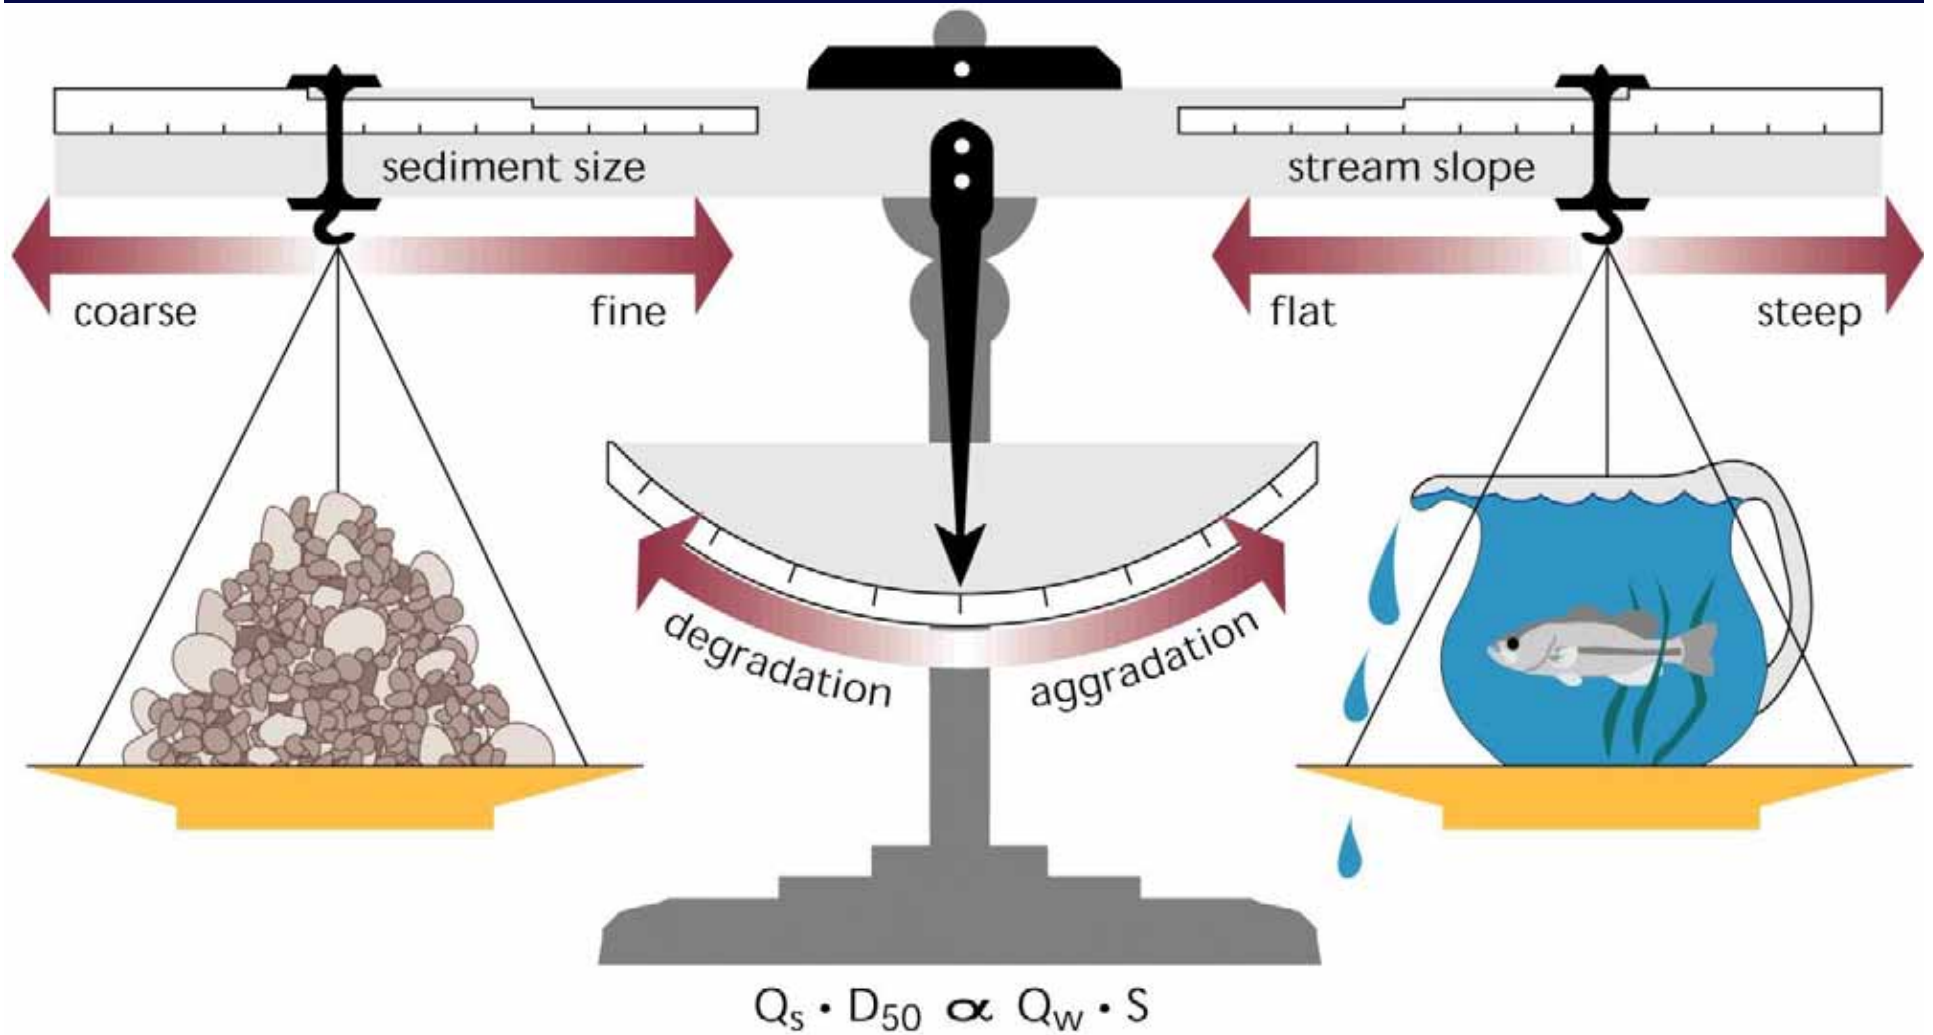 sediment size
stream slope
coarse
fine
flat
steep
degradation
aggradation
Qs · D50 ∝ Qw · S